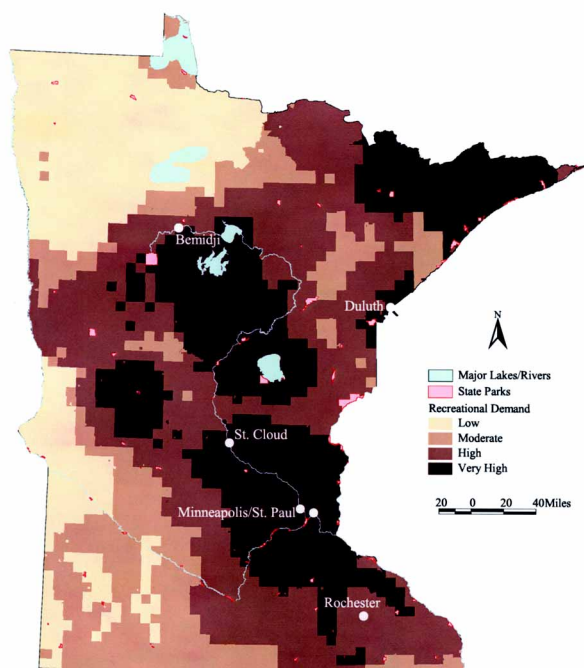 Bemidji
Duluth
N
Major Lakes/Rivers
State Parks
Recreational Demand
Low
Moderate
High
Very High
St. Cloud
20 0 20 40Miles
Minneapolis/St. Paul
Rochester